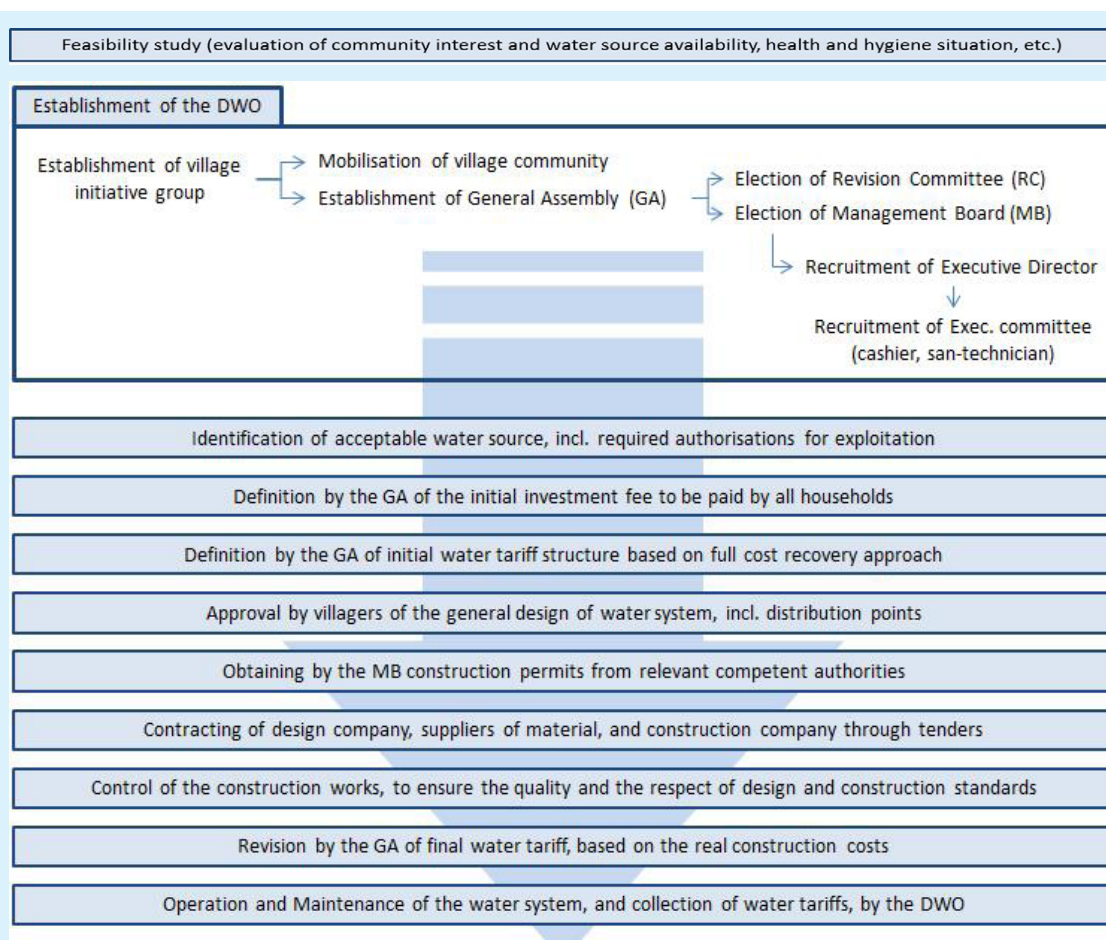 Feasibility study (evaluation of community interest and water source availability, health and hygiene situation, etc.)
Establishment of the DWO
Establishment of village
initiative group
Mobilisation of village community
Establishment of General Assembly (GA)
Election of Revision Committee (RC)
Election of Management Board (MB)
Recruitment of Executive Director
Recruitment of Exec. committee
(cashier, san-technician)
Identification of acceptable water source, incl. required authorisations for exploitation
Definition by the GA of the initial investment fee to be paid by all households
Definition by the GA of initial water tariff structure based on full cost recovery approach
Approval by villagers of the general design of water system, incl. distribution points
Obtaining by the MB construction permits from relevant competent authorities
Contracting of design company, suppliers of material, and construction company through tenders
Control of the construction works, to ensure the quality and the respect of design and construction standards
Revision by the GA of final water tariff, based on the real construction costs
Operation and Maintenance of the water system, and collection of water tariffs, by the DWO